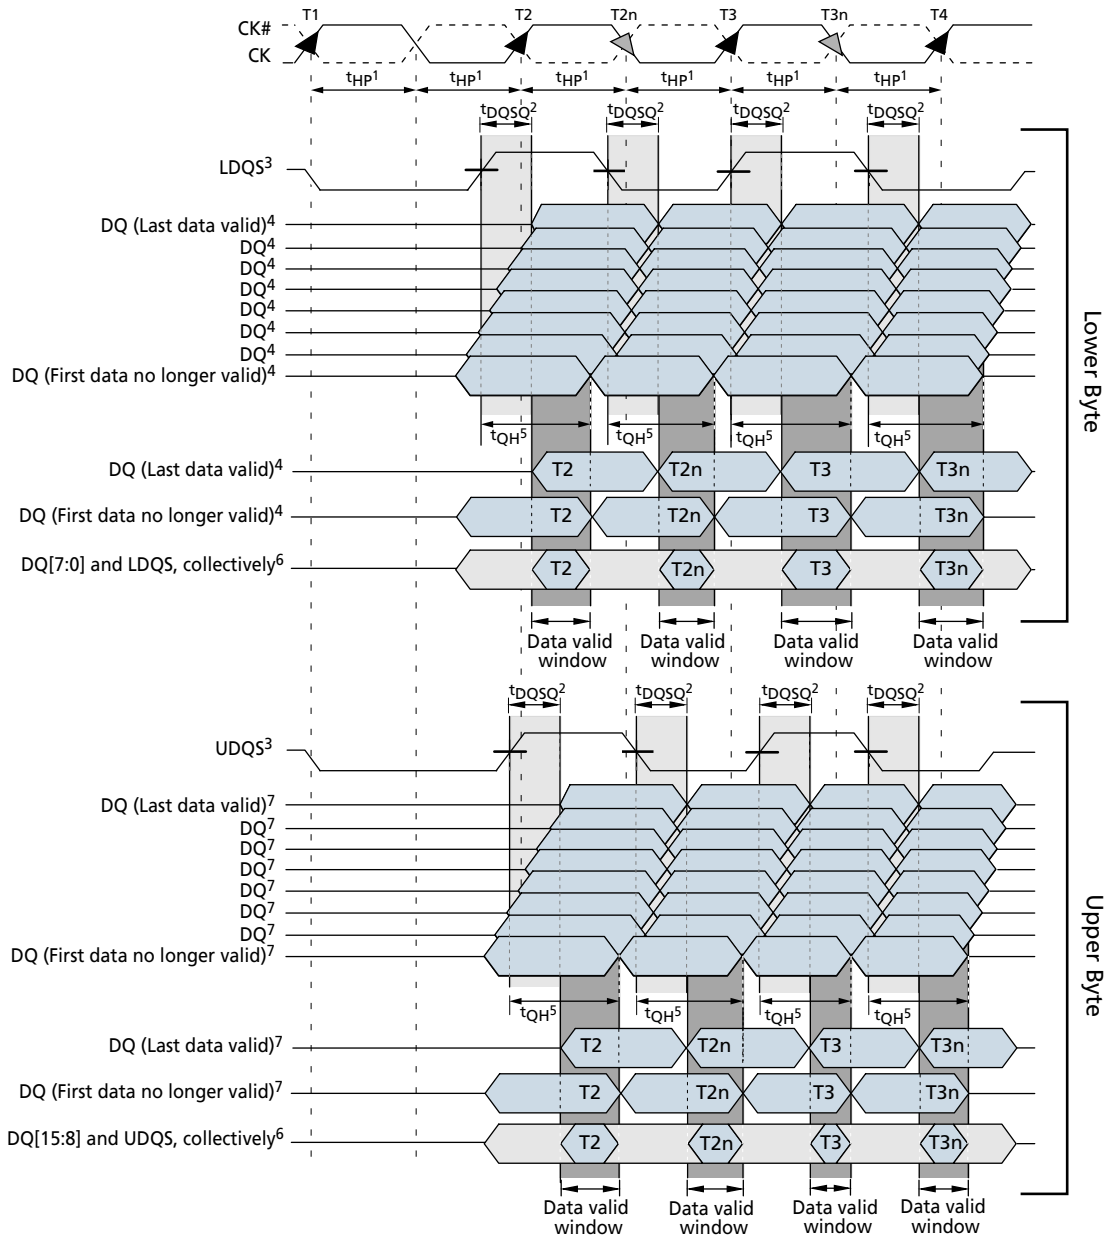 T1 T2 T2n T3 T3n T4
CK#
CK
tHP1 tHP1 tHP1 tHP1 tHP1 tHP1
tDQSQ2 tDQSQ2 tDQSQ2 tDQSQ2
LDQS3
DQ (Last data valid)4
DQ4
DQ4
DQ4
DQ4
DQ4
DQ4
DQ (First data no longer valid)4
tQH5 tQH5 tQH5 tQH5
DQ (Last data valid)4 T2 T2n T3 T3n
DQ (First data no longer valid)4 T2 T2n T3 T3n
DQ[7:0] and LDQS, collectively6 T2 T2n T3 T3n
Data valid window Data valid window Data valid window Data valid window
Lower Byte
tDQSQ2 tDQSQ2 tDQSQ2 tDQSQ2
UDQS3
DQ (Last data valid)7
DQ7
DQ7
DQ7
DQ7
DQ7
DQ7
DQ (First data no longer valid)7
tQH5 tQH5 tQH5 tQH5
DQ (Last data valid)7 T2 T2n T3 T3n
DQ (First data no longer valid)7 T2 T2n T3 T3n
DQ[15:8] and UDQS, collectively6 T2 T2n T3 T3n
Data valid window Data valid window Data valid window Data valid window
Upper Byte